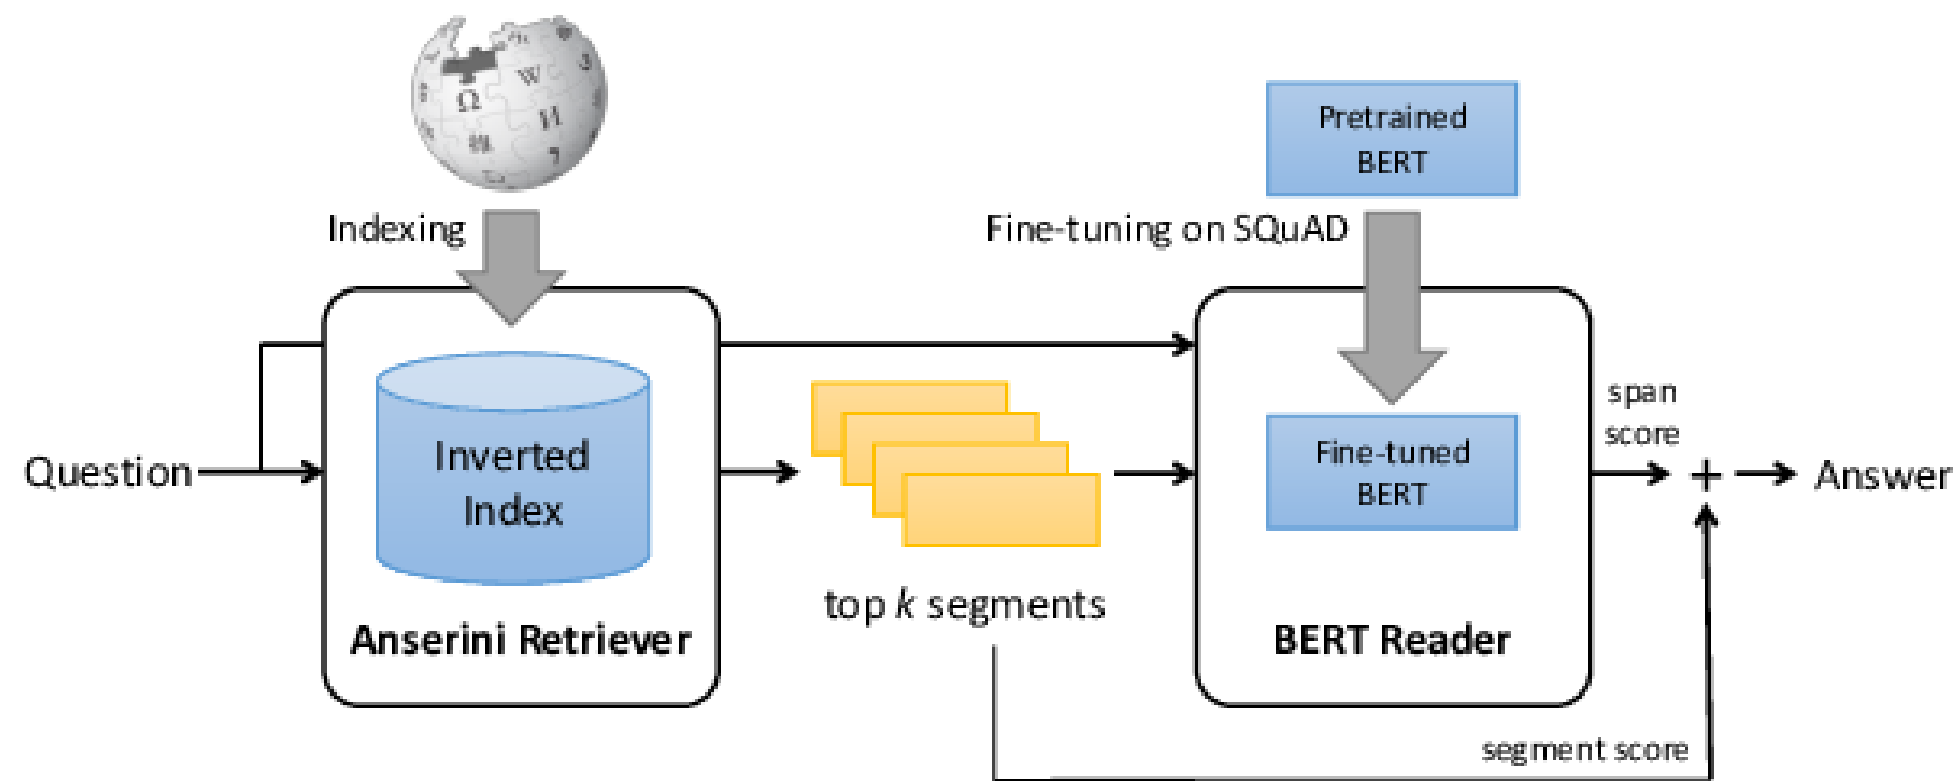 Ω W И
Indexing
Pretrained
BERT
Fine-tuning on SQuAD
Question
Inverted
Index
Anserini Retriever
top k segments
Fine-tuned
BERT
BERT Reader
span
score
+
Answer
segment score